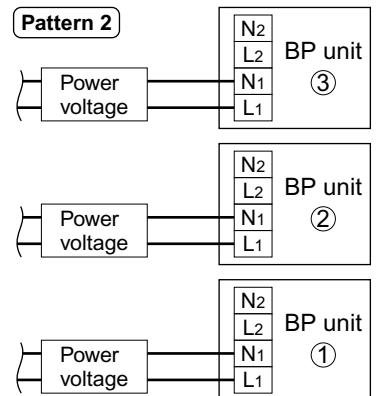 Pattern 2
N2
L2
N1
L1
BP unit
③
Power
voltage
N2
L2
N1
L1
BP unit
②
Power
voltage
N2
L2
N1
L1
BP unit
①
Power
voltage